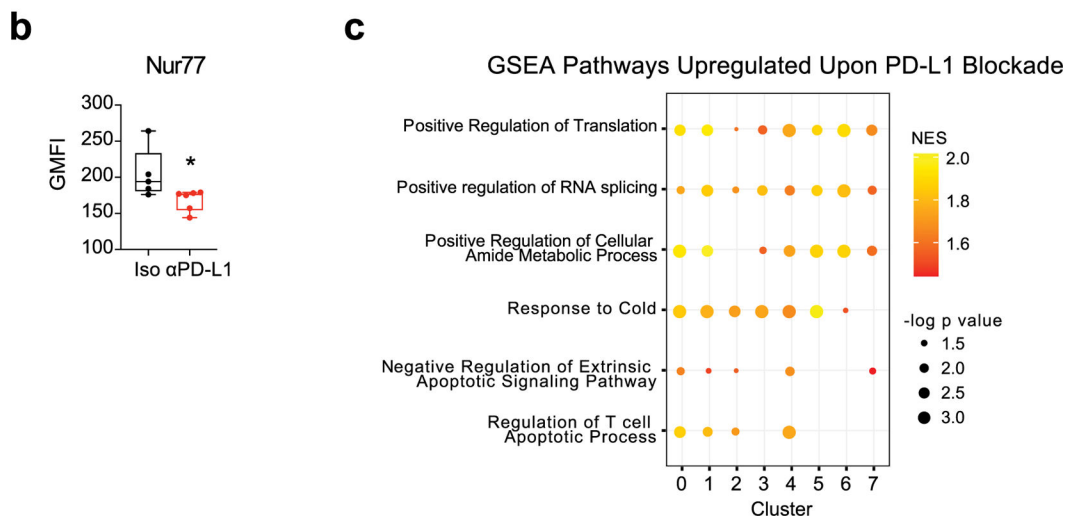 b
Nur77
300
250
200
150
100
GMFI
*
Iso αPD-L1
c
GSEA Pathways Upregulated Upon PD-L1 Blockade
Positive Regulation of Translation
Positive regulation of RNA splicing
Positive Regulation of Cellular
Amide Metabolic Process
Response to Cold
Negative Regulation of Extrinsic
Apoptotic Signaling Pathway
Regulation of T cell
Apoptotic Process
0 1 2 3 4 5 6 7
Cluster
NES
2.0
1.8
1.6
-log p value
1.5
2.0
2.5
3.0